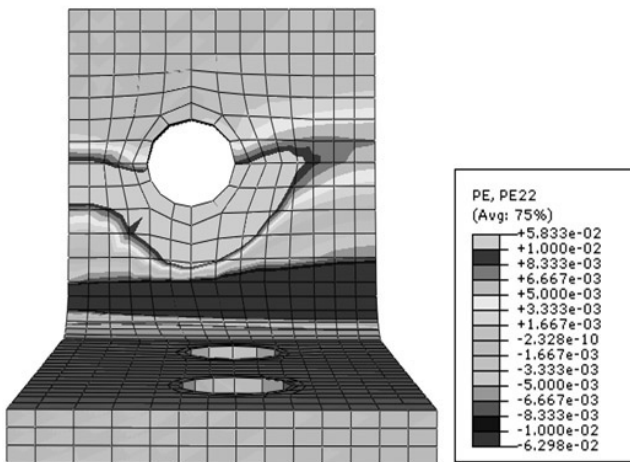 PE, PE22
(Avg: 75%)
+5.833e-02
+1.000e-02
+8.333e-03
+6.667e-03
+5.000e-03
+3.333e-03
+1.667e-03
-2.328e-10
-1.667e-03
-3.333e-03
-5.000e-03
-6.667e-03
-8.333e-03
-1.000e-02
-6.298e-02